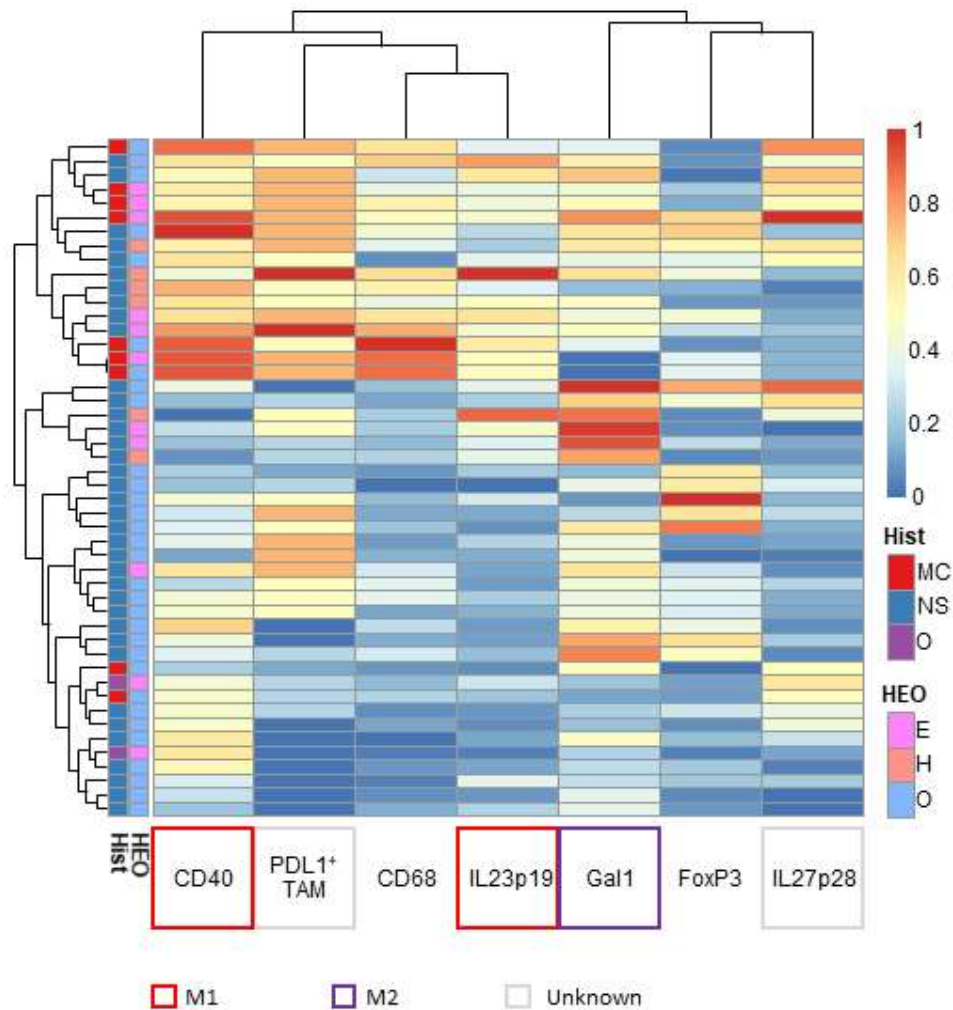 1
0.8
0.6
0.4
0.2
0
Hist
MC
NS
O
HEO
E
H
O
Hist
HEO
CD40
PDL1⁺
TAM
CD68
IL23p19
Gal1
FoxP3
IL27p28
M1
M2
Unknown